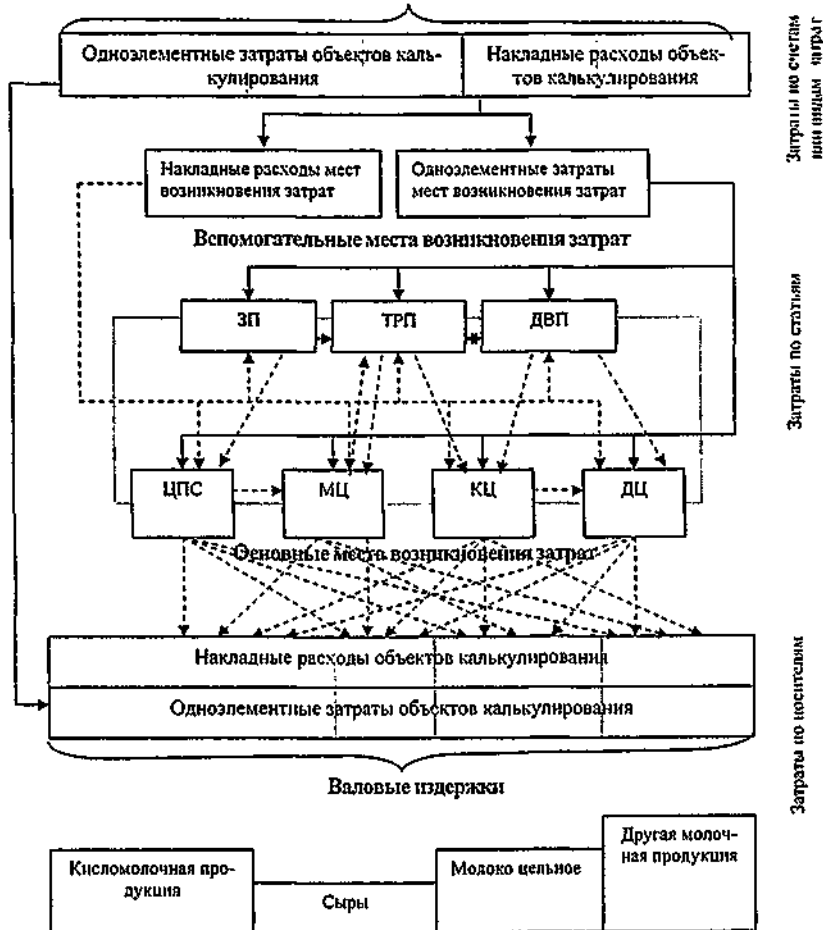 Одноэлементные затраты объектов каль-
кулирования
Накладные расходы объек-
тов калькулирования
Затраты по счетам
или видам затрат
Накладные расходы мест
возникновения затрат
Одноэлементные затраты
мест возникновения затрат
Вспомогательные места возникновения затрат
ЗП
ТРП
ДВП
Затраты по статьям
ЦПС
МЦ
КЦ
ДЦ
Основные места возникновения затрат
Накладные расходы объектов калькулирования
Одноэлементные затраты объектов калькулирования
Затраты по носителям
Валовые издержки
Кисломолочная про-
дукция
Сыры
Молоко цельное
Другая молоч-
ная продукция